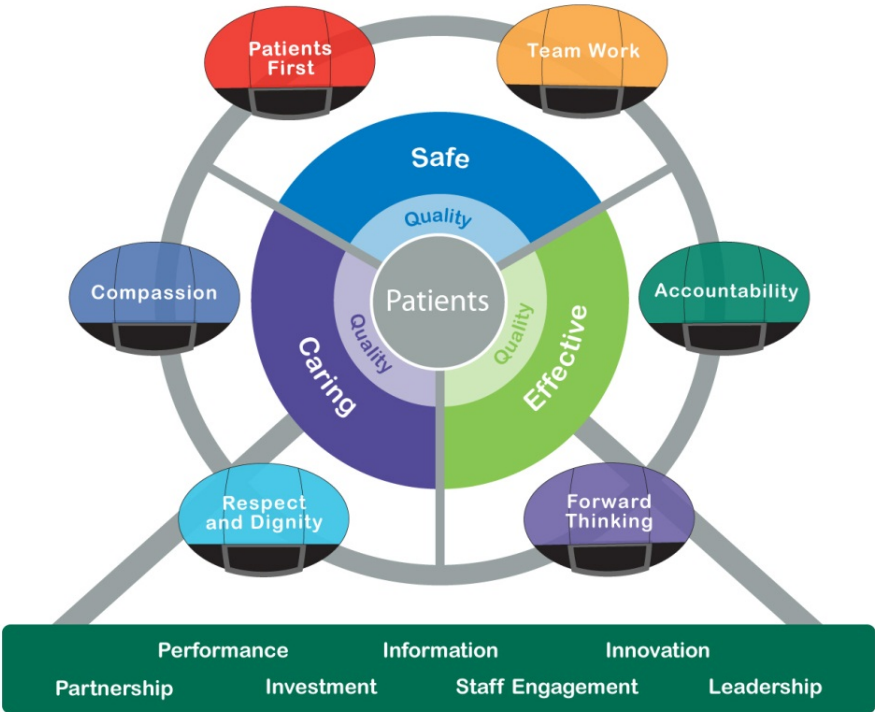 Patients
First
Team Work
Safe
Quality
Compassion
Patients
Accountability
Quality
Quality
Caring
Effective
Respect
and Dignity
Forward
Thinking
Performance Information Innovation
Partnership Investment Staff Engagement Leadership